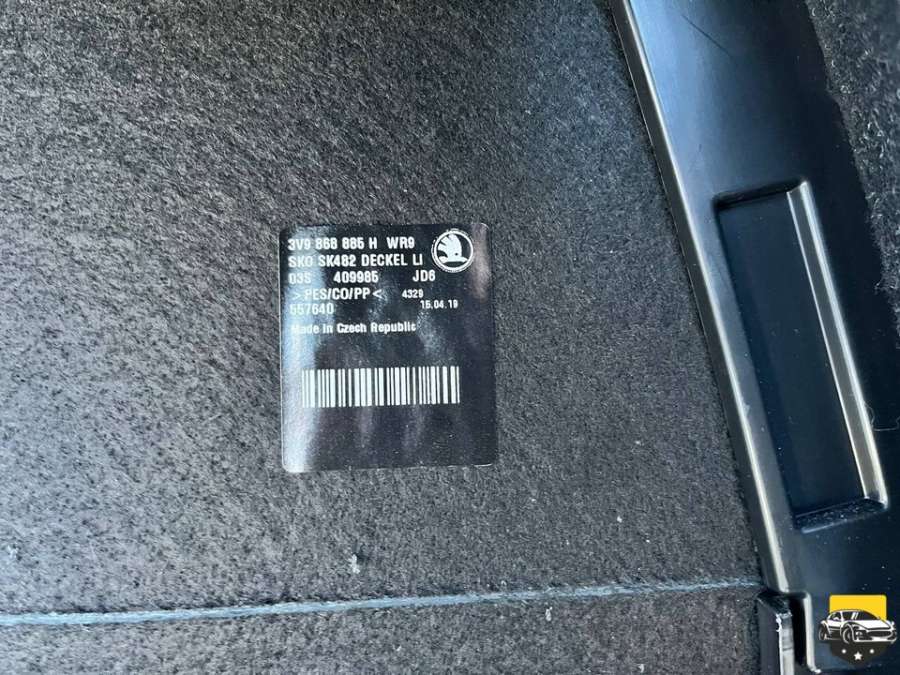 3V9 868 885 H WR9
SKO SK482 DECKEL LI
03S 409985 JD6
>PES/CO/PP< 4329
557640 15.04.19
Made in Czech Republic